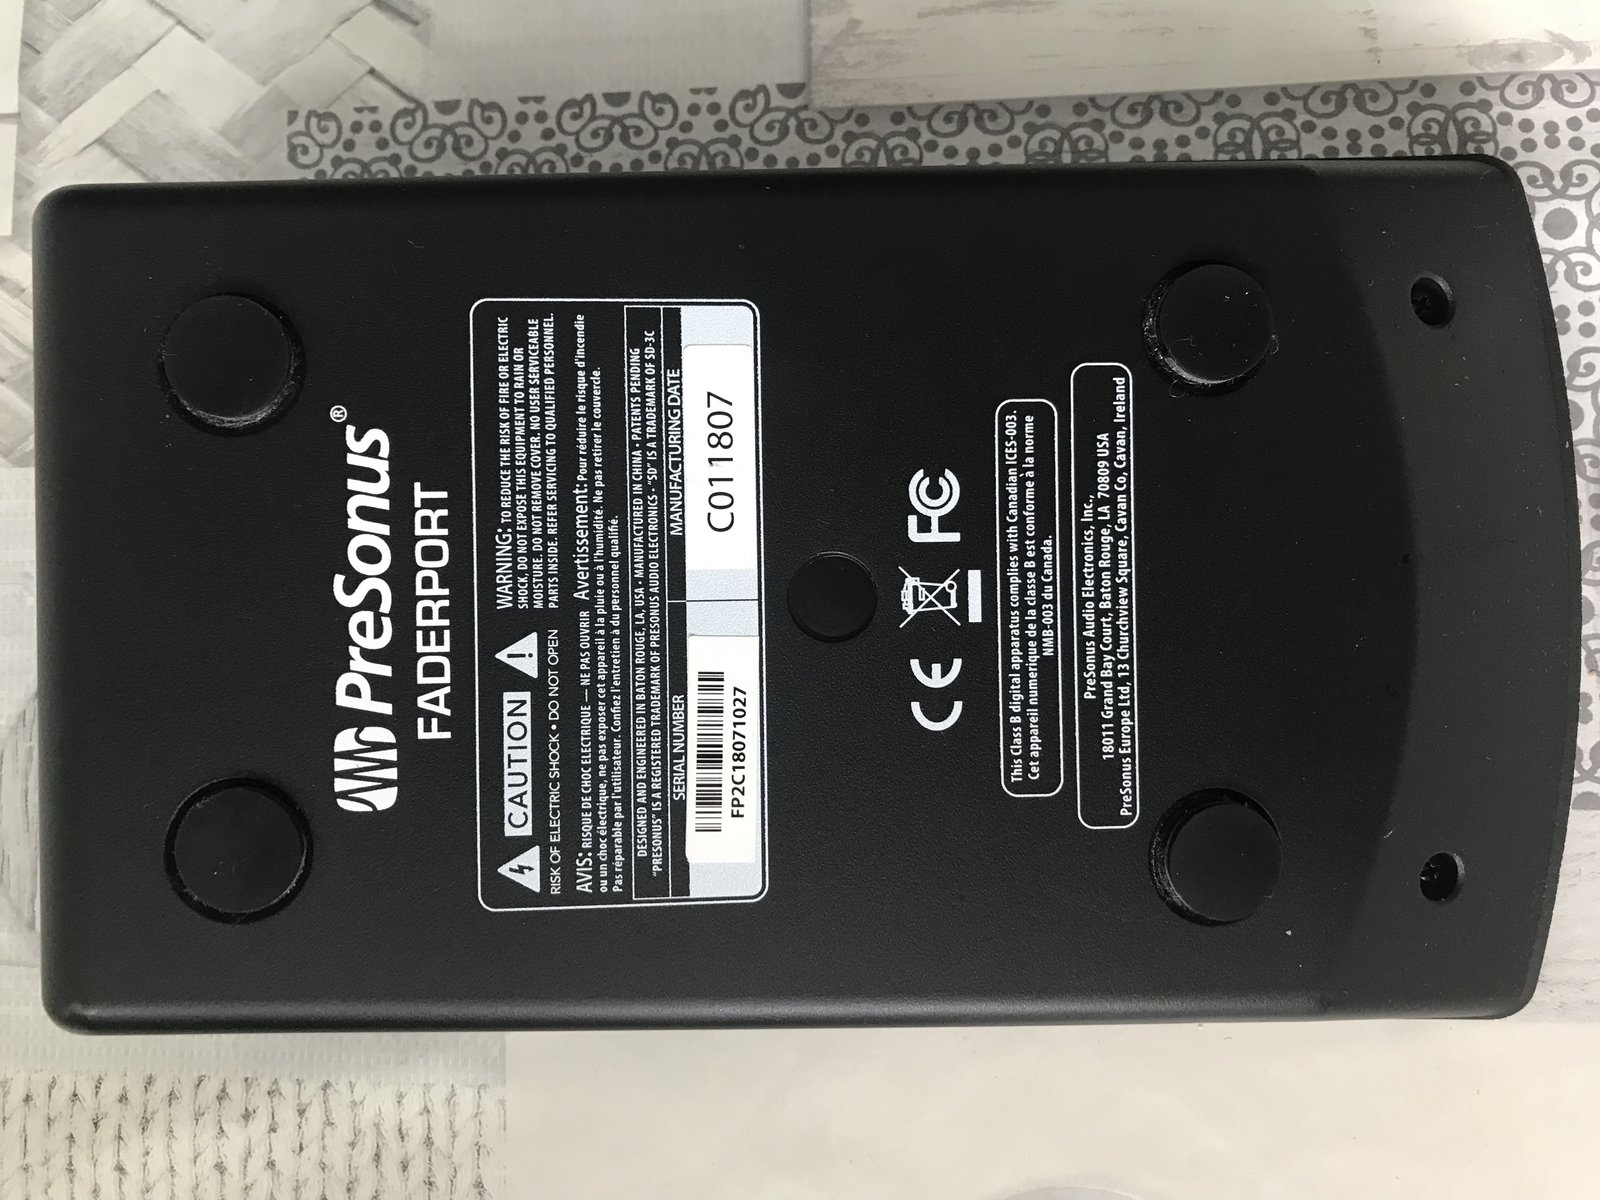 PreSonus®
FADERPORT
CAUTION
RISK OF ELECTRIC SHOCK • DO NOT OPEN
WARNING: TO REDUCE THE RISK OF FIRE OR ELECTRIC
SHOCK, DO NOT EXPOSE THIS EQUIPMENT TO RAIN OR
MOISTURE. DO NOT REMOVE COVER. NO USER SERVICEABLE
PARTS INSIDE. REFER SERVICING TO QUALIFIED PERSONNEL.
AVIS: RISQUE DE CHOC ELECTRIQUE — NE PAS OUVRIR Avertissement: Pour réduire le risque d'incendie
ou un choc électrique, ne pas exposer cet appareil à la pluie ou à l'humidité. Ne pas retirer le couvercle.
Pas réparable par l'utilisateur. Confiez l'entretien à du personnel qualifié.
DESIGNED AND ENGINEERED IN BATON ROUGE, LA, USA • MANUFACTURED IN CHINA • PATENTS PENDING
"PRESONUS" IS A REGISTERED TRADEMARK OF PRESONUS AUDIO ELECTRONICS • "SD" IS A TRADEMARK OF SD-3C
SERIAL NUMBER
FP2C18071027
MANUFACTURING DATE
C011807
CE FC
This Class B digital apparatus complies with Canadian ICES-003.
Cet appareil numerique de la classe B est conforme à la norme
NMB-003 du Canada.
PreSonus Audio Electronics, Inc.,
18011 Grand Bay Court, Baton Rouge, LA 70809 USA
PreSonus Europe Ltd, 13 Churchview Square, Cavan Co, Cavan, Ireland